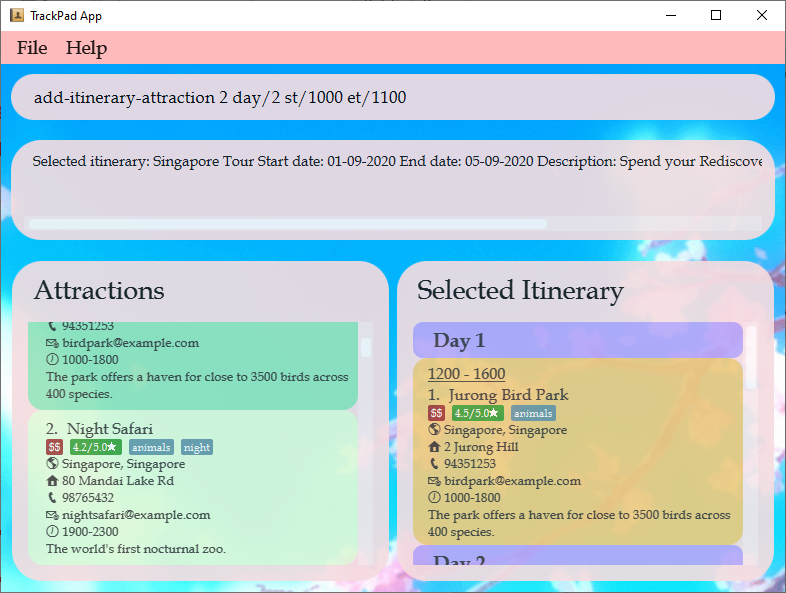 TrackPad App
File Help
add-itinerary-attraction 2 day/2 st/1000 et/1100
Selected itinerary: Singapore Tour Start date: 01-09-2020 End date: 05-09-2020 Description: Spend your Rediscove
Attractions
94351253
birdpark@example.com
1000-1800
The park offers a haven for close to 3500 birds across
400 species.
2. Night Safari
$$ 4.2/5.0★ animals night
Singapore, Singapore
80 Mandai Lake Rd
98765432
nightsafari@example.com
1900-2300
The world's first nocturnal zoo.
Selected Itinerary
Day 1
1200 - 1600
1. Jurong Bird Park
$$ 4.5/5.0★ animals
Singapore, Singapore
2 Jurong Hill
94351253
birdpark@example.com
1000-1800
The park offers a haven for close to 3500 birds across
400 species.
Day 2